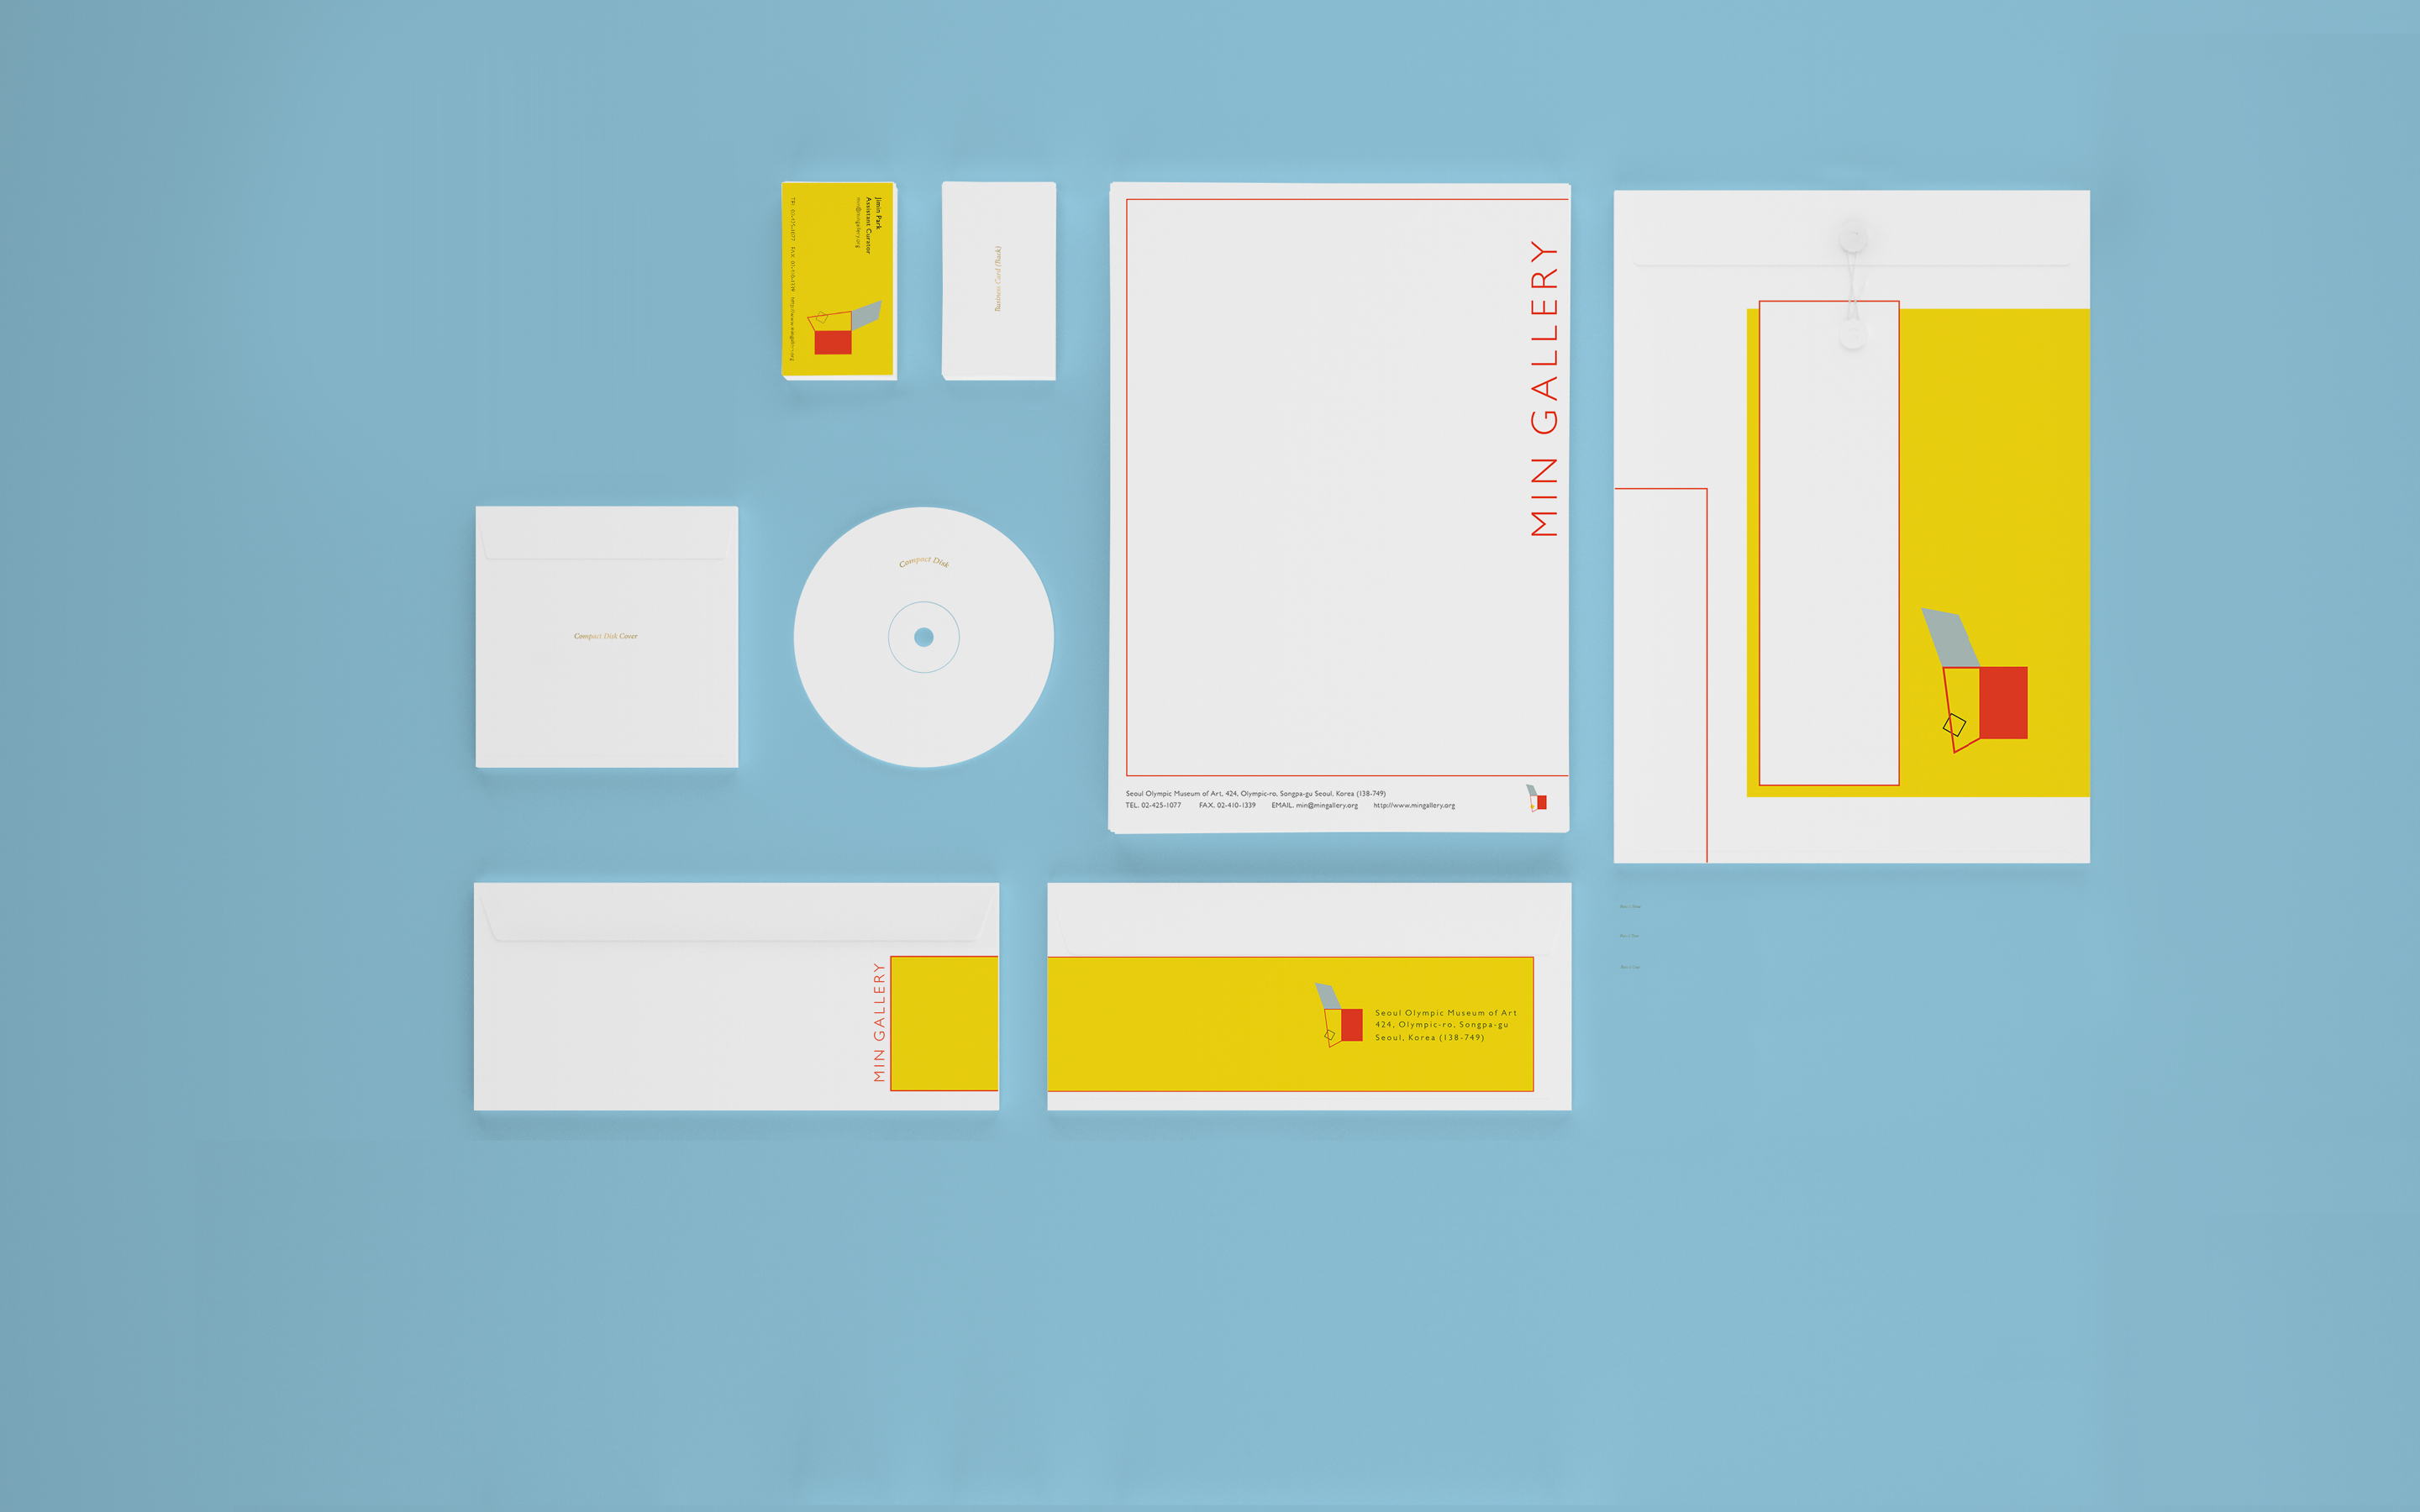 Jimin Park
Assistant Curator
min@mingallery.org
TEL. 02-425-1077 FAX. 02-410-1339 http://www.mingallery.org
Business Card (Back)
MIN GALLERY
Seoul Olympic Museum of Art, 424, Olympic-ro, Songpa-gu Seoul, Korea (138-749)
TEL. 02-425-1077 FAX. 02-410-1339 EMAIL. min@mingallery.org http://www.mingallery.org
Compact Disk Cover
Compact Disk
MIN GALLERY
Seoul Olympic Museum of Art
424, Olympic-ro, Songpa-gu
Seoul, Korea (138-749)